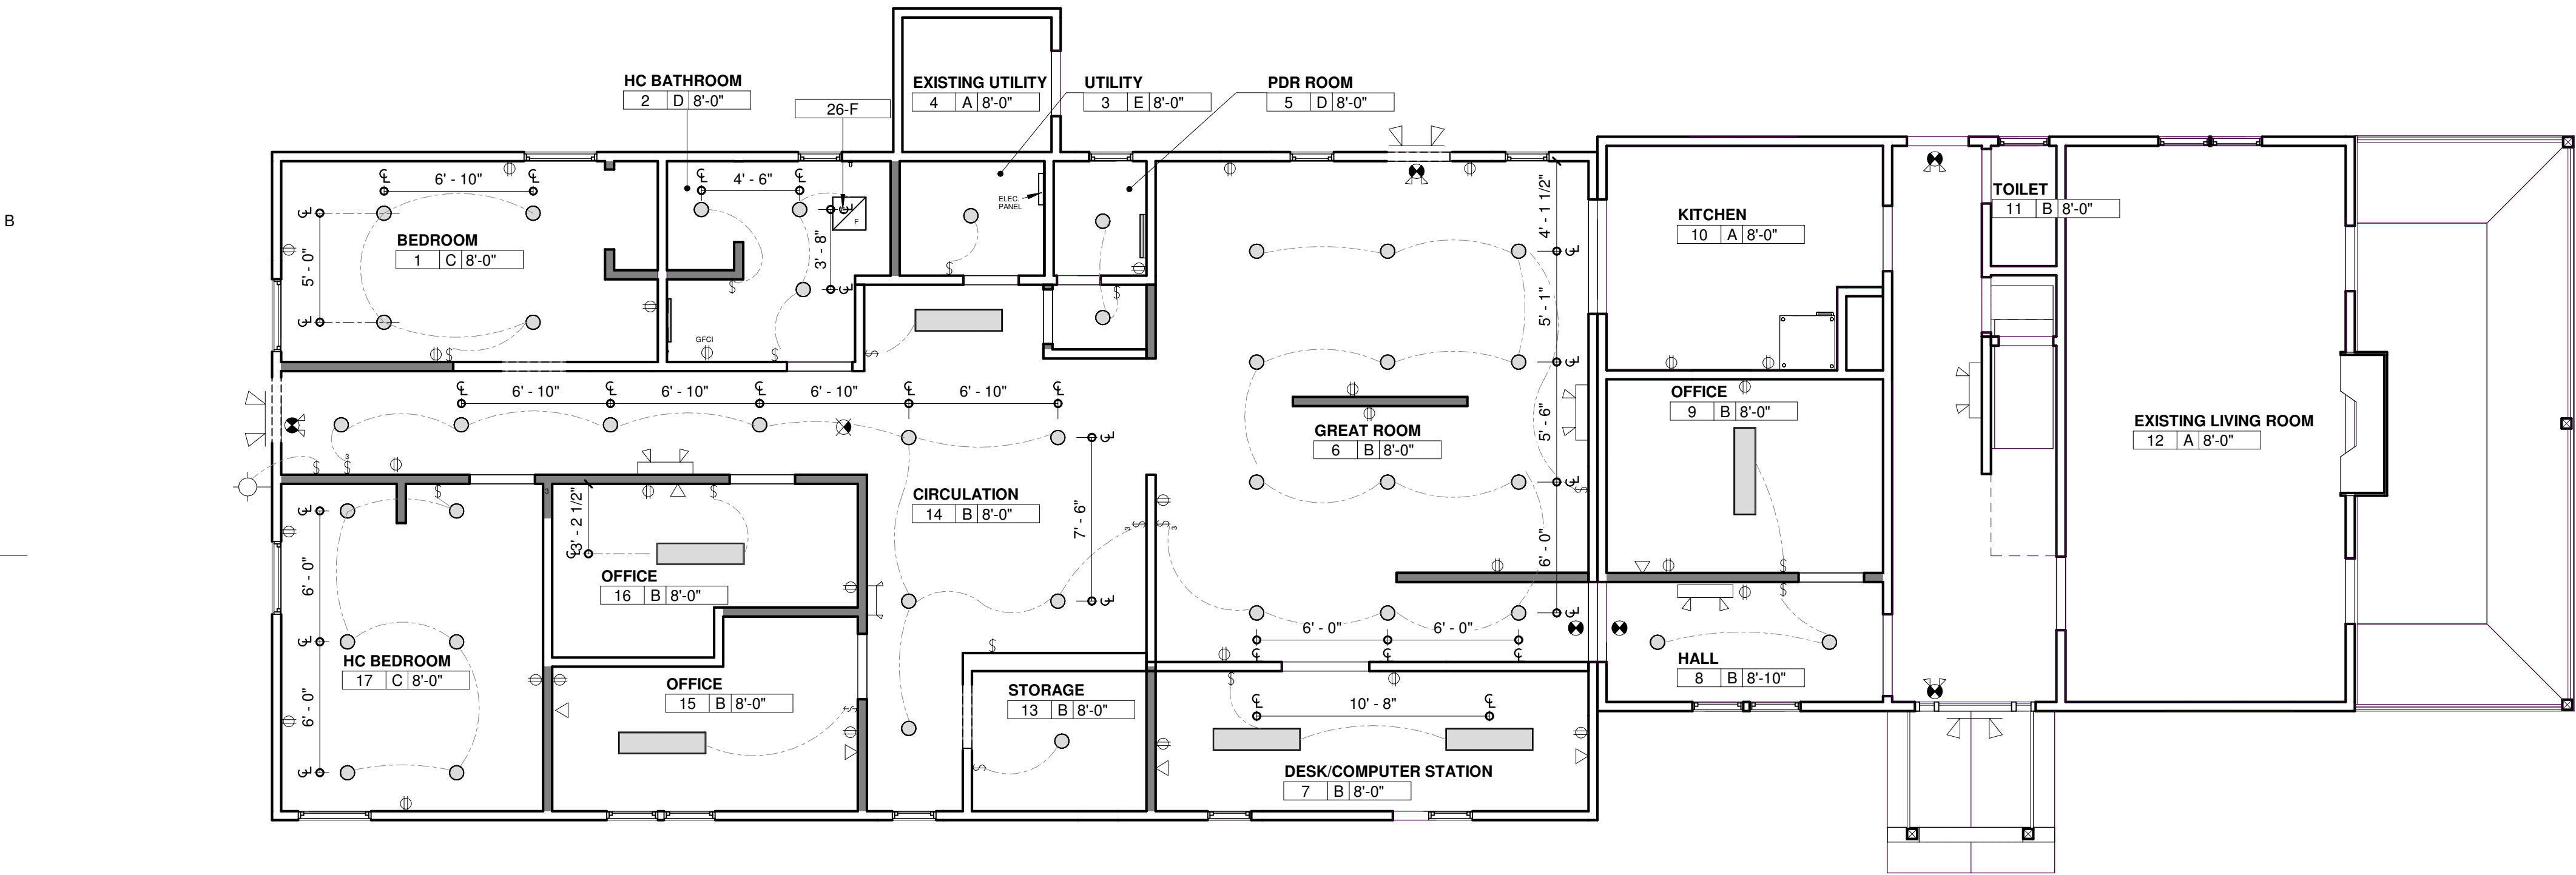 HC BATHROOM
2 D 8'-0"
26-F
EXISTING UTILITY
4 A 8'-0"
UTILITY
3 E 8'-0"
PDR ROOM
5 D 8'-0"
6' - 10"
4' - 6"
5' - 0"
3' - 8"
F
ELEC.
PANEL
4' - 1 1/2"
BEDROOM
1 C 8'-0"
B
KITCHEN
10 A 8'-0"
TOILET
11 B 8'-0"
5' - 1"
GFCI
6' - 10"
6' - 10"
6' - 10"
6' - 10"
OFFICE
9 B 8'-0"
GREAT ROOM
6 B 8'-0"
5' - 6"
EXISTING LIVING ROOM
12 A 8'-0"
3
3
3' - 2 1/2"
CIRCULATION
14 B 8'-0"
7' - 6"
3
3
6' - 0"
6' - 0"
OFFICE
16 B 8'-0"
6' - 0"
6' - 0"
HC BEDROOM
17 C 8'-0"
6' - 0"
HALL
8 B 8'-10"
OFFICE
15 B 8'-0"
STORAGE
13 B 8'-0"
10' - 8"
DESK/COMPUTER STATION
7 B 8'-0"